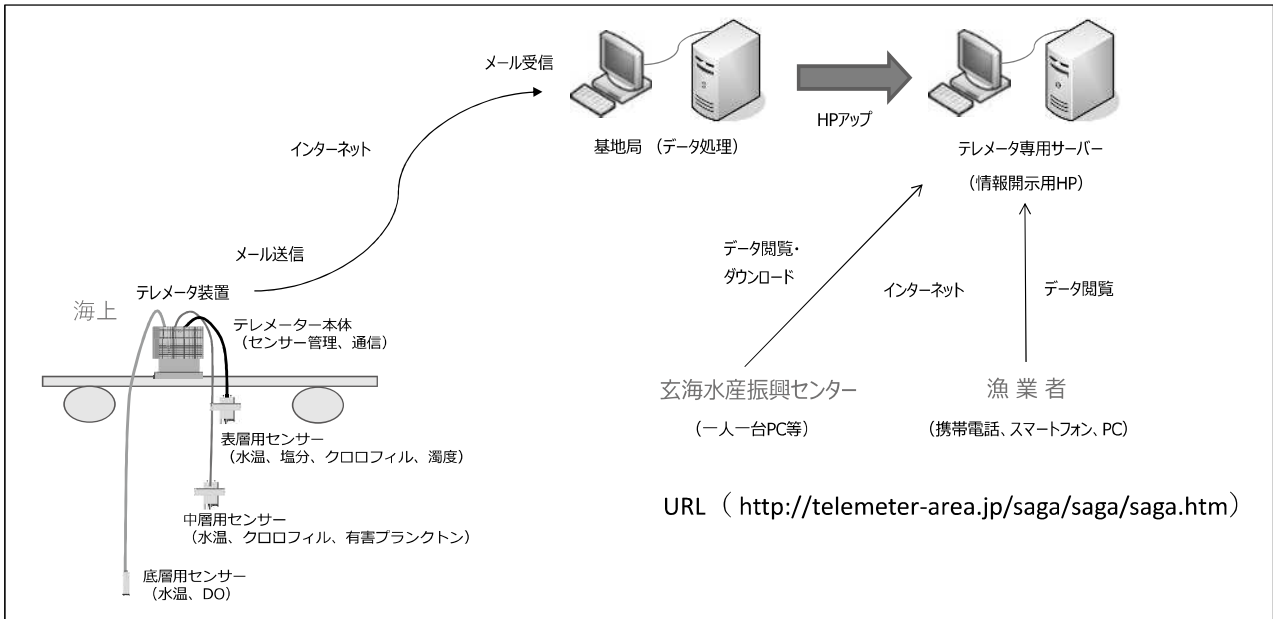 メール受信
HPアップ
基地局 （データ処理）
テレメータ専用サーバー
（情報開示用HP）
インターネット
メール送信
データ閲覧・
ダウンロード
インターネット
データ閲覧
海上
テレメータ装置
テレメーター本体
（センサー管理、通信）
玄海水産振興センター
（一人一台PC等）
漁 業 者
（携帯電話、スマートフォン、PC）
表層用センサー
（水温、塩分、クロロフィル、濁度）
中層用センサー
（水温、クロロフィル、有害プランクトン）
底層用センサー
（水温、DO）
URL （ http://telemeter-area.jp/saga/saga/saga.htm）